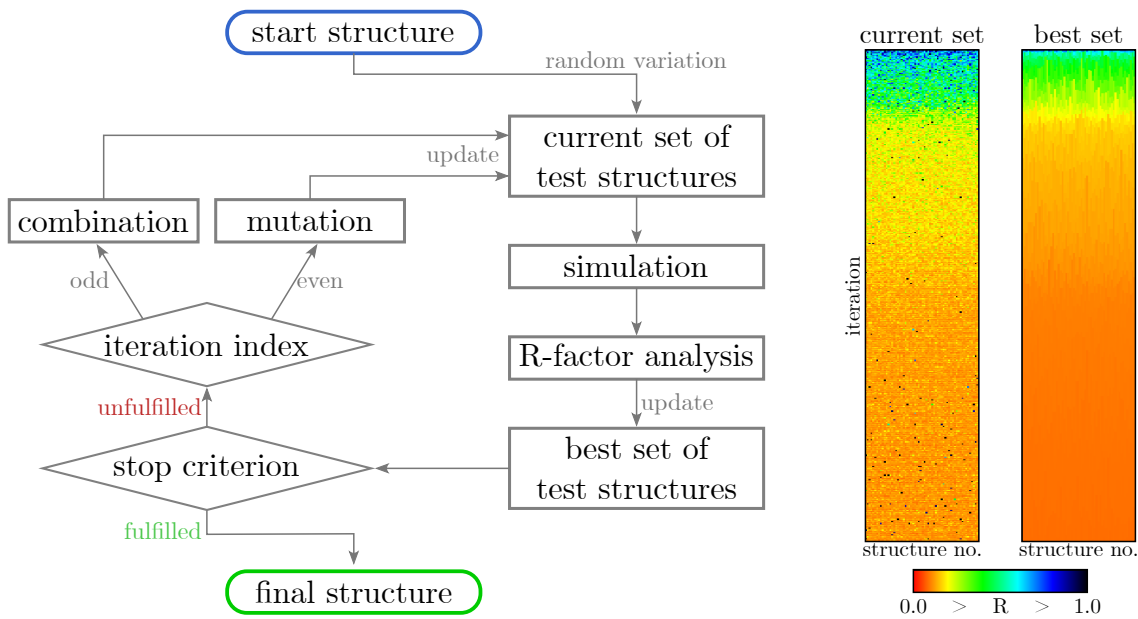 start structure
random variation
current set of
test structures
update
combination
mutation
simulation
odd
even
iteration index
R-factor analysis
unfulfilled
update
stop criterion
best set of
test structures
fulfilled
final structure
current set
best set
iteration
structure no.
structure no.
0.0 > R > 1.0